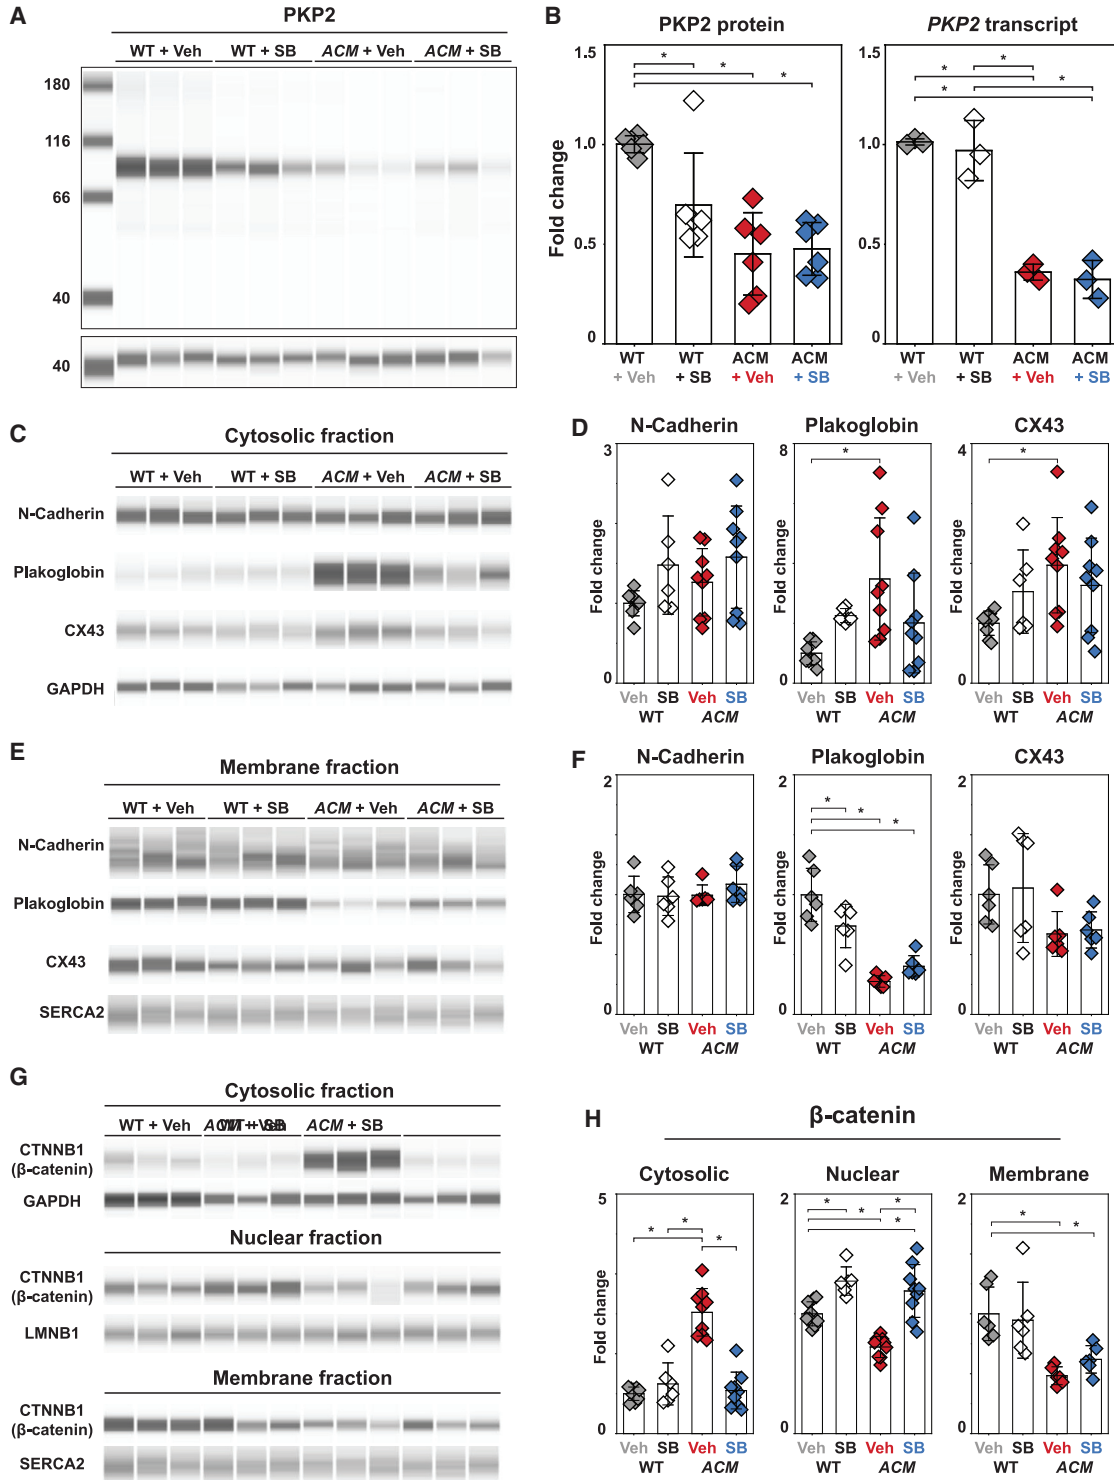 A
PKP2
WT + Veh WT + SB ACM + Veh ACM + SB
180
116
66
40
40
B
PKP2 protein PKP2 transcript
Fold change
1.5
1.0
0.5
0
* * *
WT WT ACM ACM
+ Veh + SB + Veh + SB
1.5
1.0
0.5
0
* * * *
WT WT ACM ACM
+ Veh + SB + Veh + SB
C
Cytosolic fraction
WT + Veh WT + SB ACM + Veh ACM + SB
N-Cadherin
Plakoglobin
CX43
GAPDH
D
N-Cadherin Plakoglobin CX43
Fold change
3
0
Veh SB Veh SB
WT ACM
Fold change
8
0
*
Veh SB Veh SB
WT ACM
Fold change
4
0
*
Veh SB Veh SB
WT ACM
E
Membrane fraction
WT + Veh WT + SB ACM + Veh ACM + SB
N-Cadherin
Plakoglobin
CX43
SERCA2
F
N-Cadherin Plakoglobin CX43
Fold change
2
0
Veh SB Veh SB
WT ACM
Fold change
2
0
* * *
Veh SB Veh SB
WT ACM
Fold change
2
0
Veh SB Veh SB
WT ACM
G
Cytosolic fraction
WT + Veh ACM + Veh WT + SB ACM + SB
CTNNB1
(β-catenin)
GAPDH
Nuclear fraction
CTNNB1
(β-catenin)
LMNB1
Membrane fraction
CTNNB1
(β-catenin)
SERCA2
H
β-catenin
Cytosolic Nuclear Membrane
Fold change
5
0
* * *
Veh SB Veh SB
WT ACM
2
1
0
* * * * *
Veh SB Veh SB
WT ACM
2
1
0
* *
Veh SB Veh SB
WT ACM